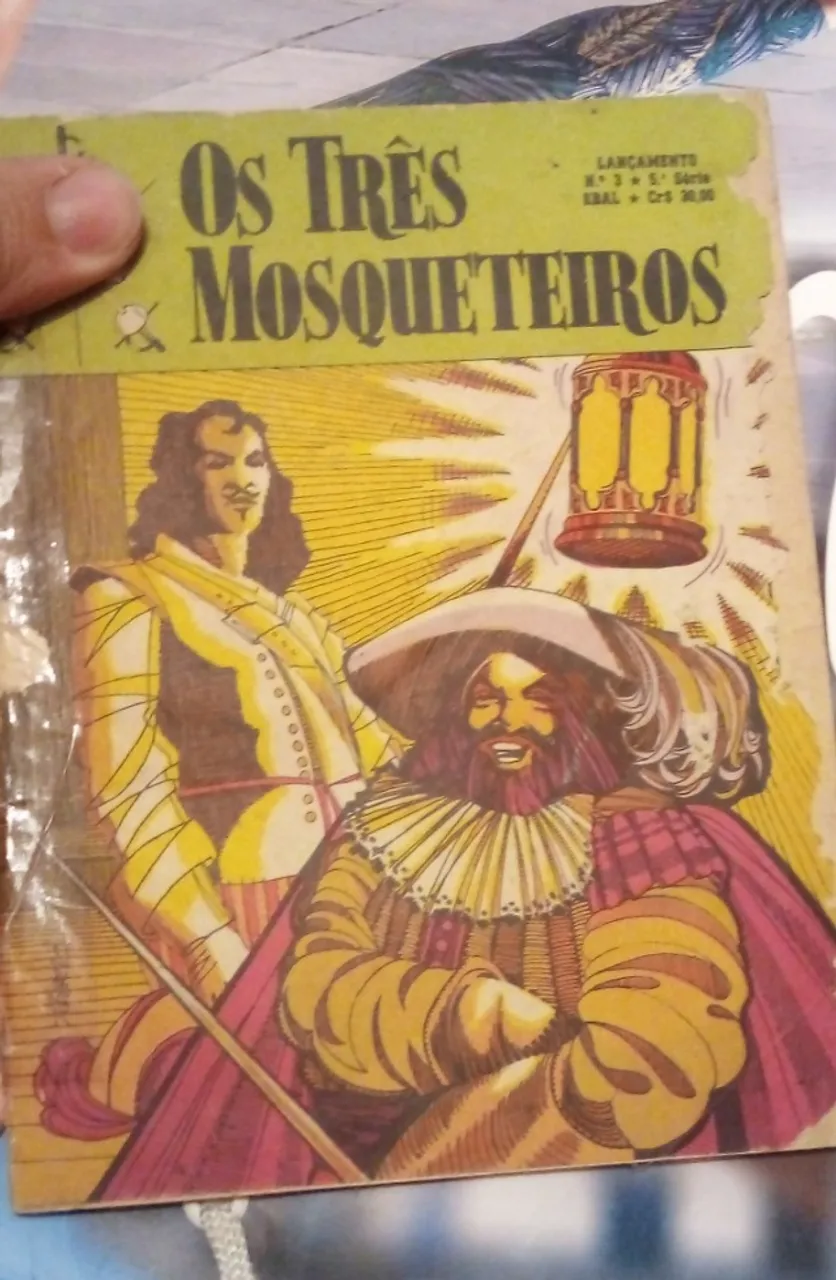 OS TRÊS
MOSQUETEIROS
LANÇAMENTO
N.º 3 ★ 5.ª Série
EBAL ★ Cr$ 30,00